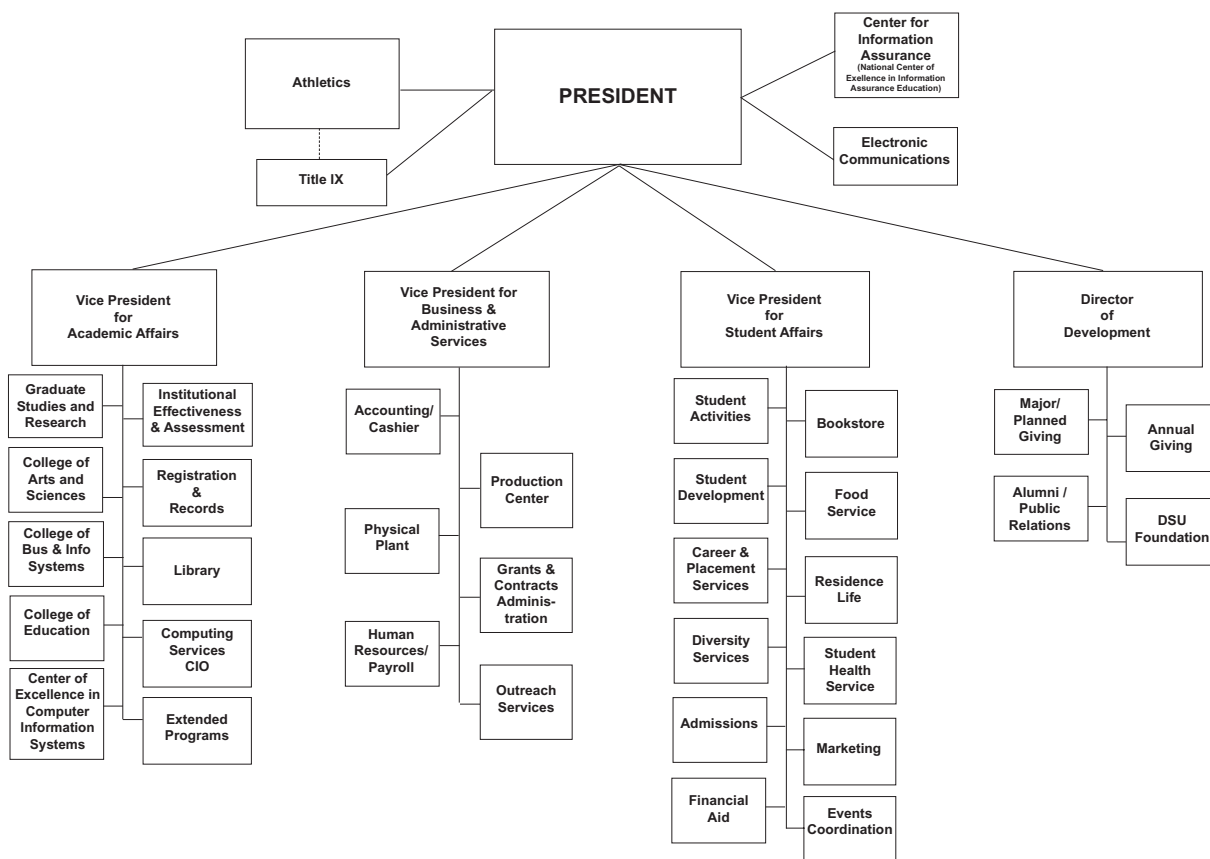 Athletics
Title IX
PRESIDENT
Center for
Information
Assurance
(National Center of
Exellence in Information
Assurance Education)
Electronic
Communications
Vice President
for
Academic Affairs
Graduate
Studies and
Research
Institutional
Effectiveness
& Assessment
College of
Arts and
Sciences
Registration
&
Records
College of
Bus & Info
Systems
Library
College of
Education
Computing
Services
CIO
Center of
Excellence in
Computer
Information
Systems
Extended
Programs
Vice President for
Business &
Administrative
Services
Accounting/
Cashier
Production
Center
Physical
Plant
Grants &
Contracts
Adminis-
tration
Human
Resources/
Payroll
Outreach
Services
Vice President
for
Student Affairs
Student
Activities
Bookstore
Student
Development
Food
Service
Career &
Placement
Services
Residence
Life
Diversity
Services
Student
Health
Service
Admissions
Marketing
Financial
Aid
Events
Coordination
Director
of
Development
Major/
Planned
Giving
Annual
Giving
Alumni /
Public
Relations
DSU
Foundation